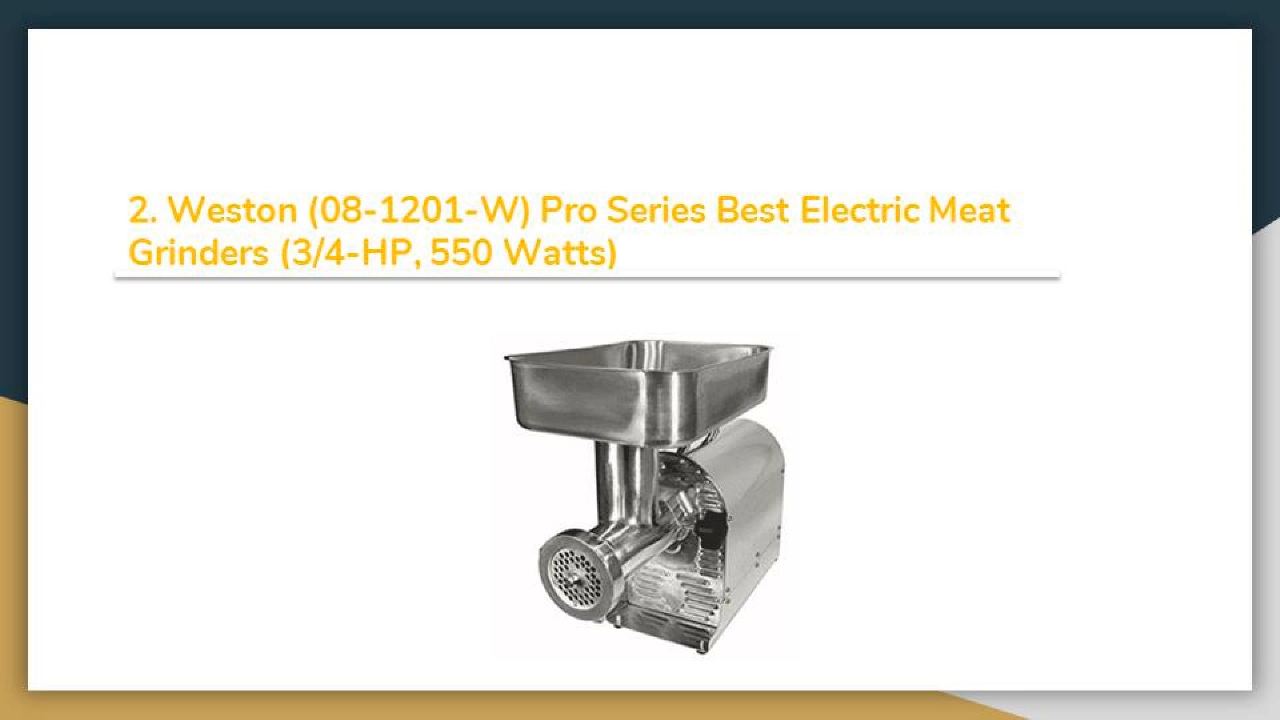 2. Weston (08-1201-W) Pro Series Best Electric Meat
Grinders (3/4-HP, 550 Watts)